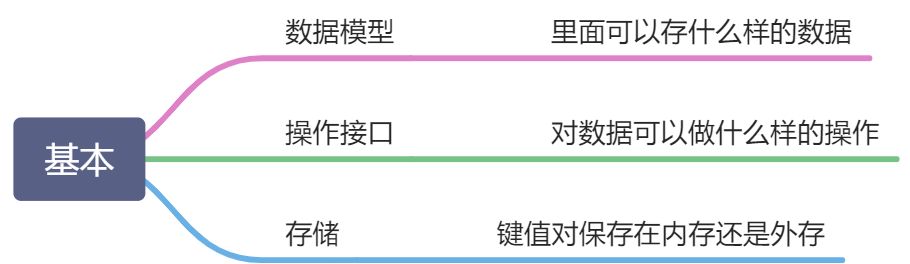 基本
数据模型 里面可以存什么样的数据
操作接口 对数据可以做什么样的操作
存储 键值对保存在内存还是外存